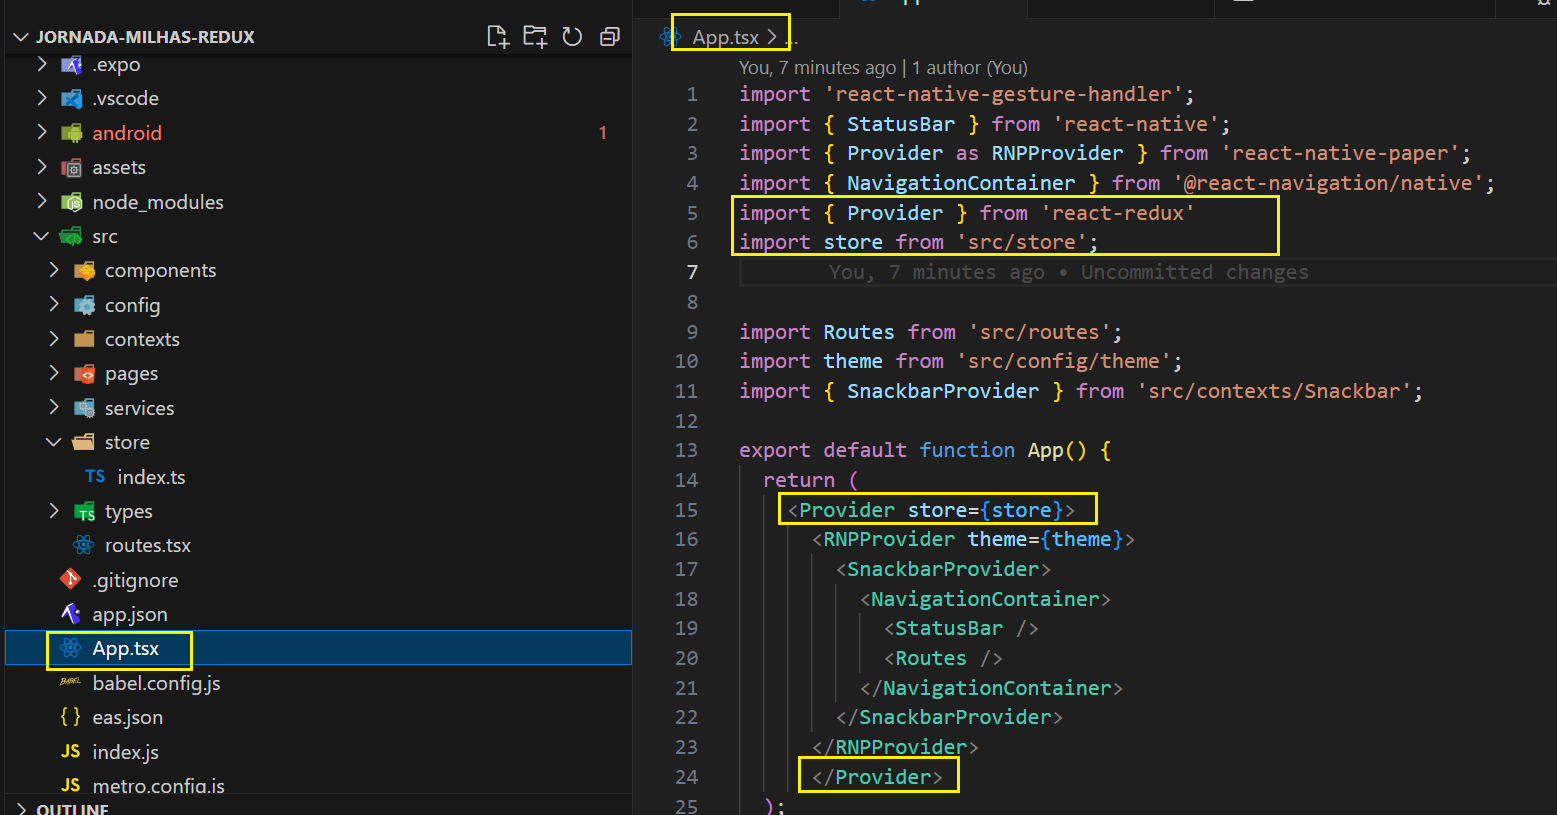 JORNADA-MILHAS-REDUX
.expo
.vscode
android 1
assets
node_modules
src
components
config
contexts
pages
services
store
TS index.ts
types
routes.tsx
.gitignore
app.json
App.tsx
BABEL babel.config.js
{ } eas.json
JS index.js
JS metro.config.js
OUTLINE
App.tsx > ...
You, 7 minutes ago | 1 author (You)
1 import 'react-native-gesture-handler';
2 import { StatusBar } from 'react-native';
3 import { Provider as RNPProvider } from 'react-native-paper';
4 import { NavigationContainer } from '@react-navigation/native';
5 import { Provider } from 'react-redux'
6 import store from 'src/store';
7 You, 7 minutes ago • Uncommitted changes
8
9 import Routes from 'src/routes';
10 import theme from 'src/config/theme';
11 import { SnackbarProvider } from 'src/contexts/Snackbar';
12
13 export default function App() {
14 return (
15 <Provider store={store}>
16 <RNPProvider theme={theme}>
17 <SnackbarProvider>
18 <NavigationContainer>
19 <StatusBar />
20 <Routes />
21 </NavigationContainer>
22 </SnackbarProvider>
23 </RNPProvider>
24 </Provider>
25 );